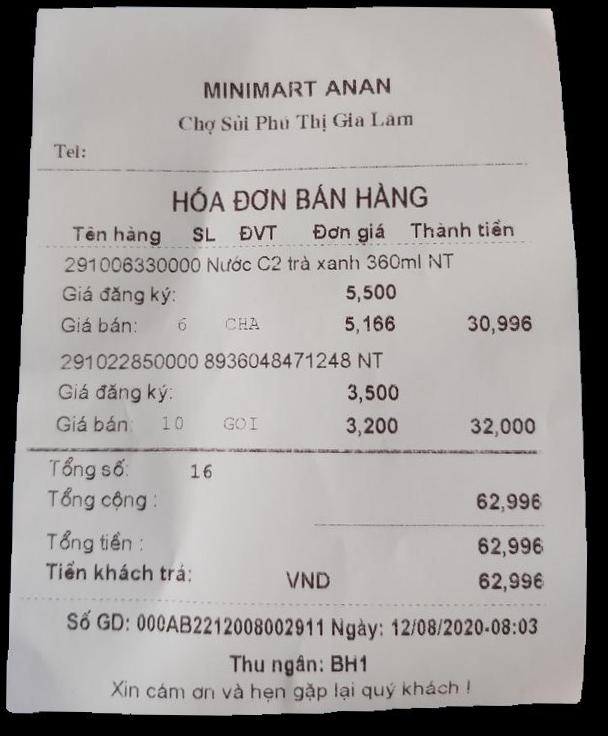 MINIMART ANAN
Chợ Sủi Phú Thị Gia Lâm
Tel:
HÓA ĐƠN BÁN HÀNG
Tên hàng SL ĐVT Đơn giá Thành tiền
291006330000 Nước C2 trà xanh 360ml NT
Giá đăng ký: 5,500
Giá bán: 6 CHA 5,166 30,996
291022850000 8936048471248 NT
Giá đăng ký: 3,500
Giá bán: 10 GOI 3,200 32,000
Tổng số: 16
Tổng cộng : 62,996
Tổng tiền : 62,996
Tiền khách trả: VND 62,996
Số GD: 000AB2212008002911 Ngày: 12/08/2020-08:03
Thu ngân: BH1
Xin cám ơn và hẹn gặp lại quý khách !